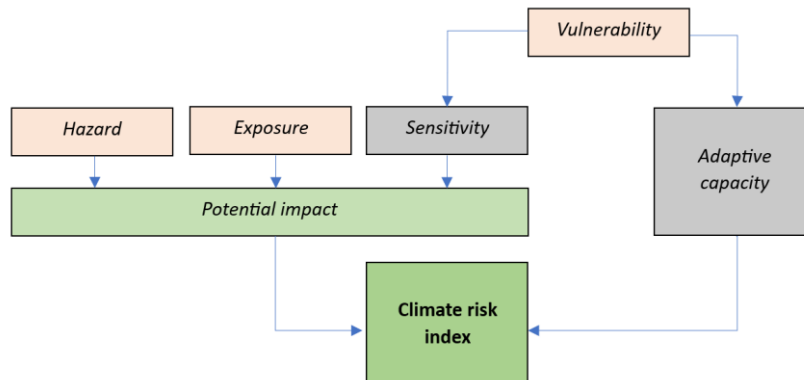 Vulnerability
Hazard
Exposure
Sensitivity
Adaptive
capacity
Potential impact
Climate risk
index